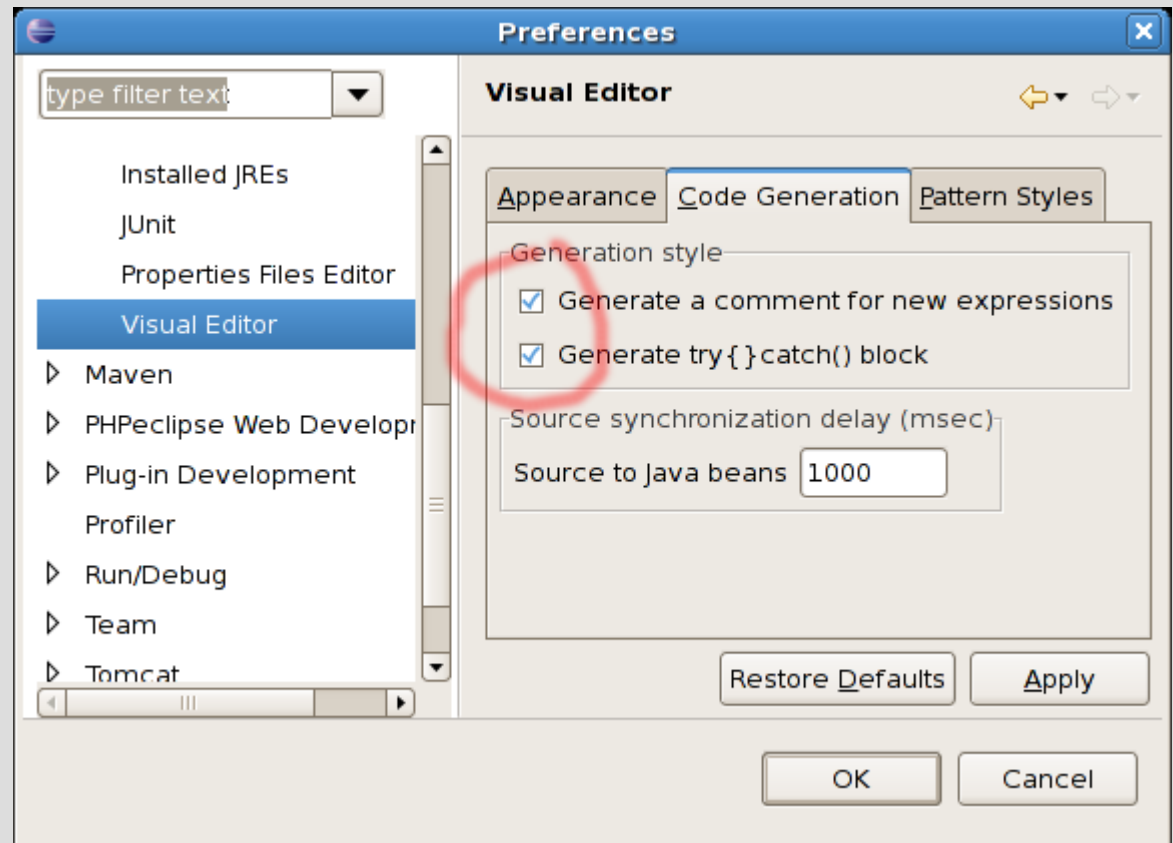 Preferences
type filter text
Installed JREs
JUnit
Properties Files Editor
Visual Editor
Maven
PHPeclipse Web Develop
Plug-in Development
Profiler
Run/Debug
Team
Tomcat
Visual Editor
Appearance Code Generation Pattern Styles
Generation style
Generate a comment for new expressions
Generate try{}catch() block
Source synchronization delay (msec)
Source to Java beans 1000
Restore Defaults Apply
OK Cancel